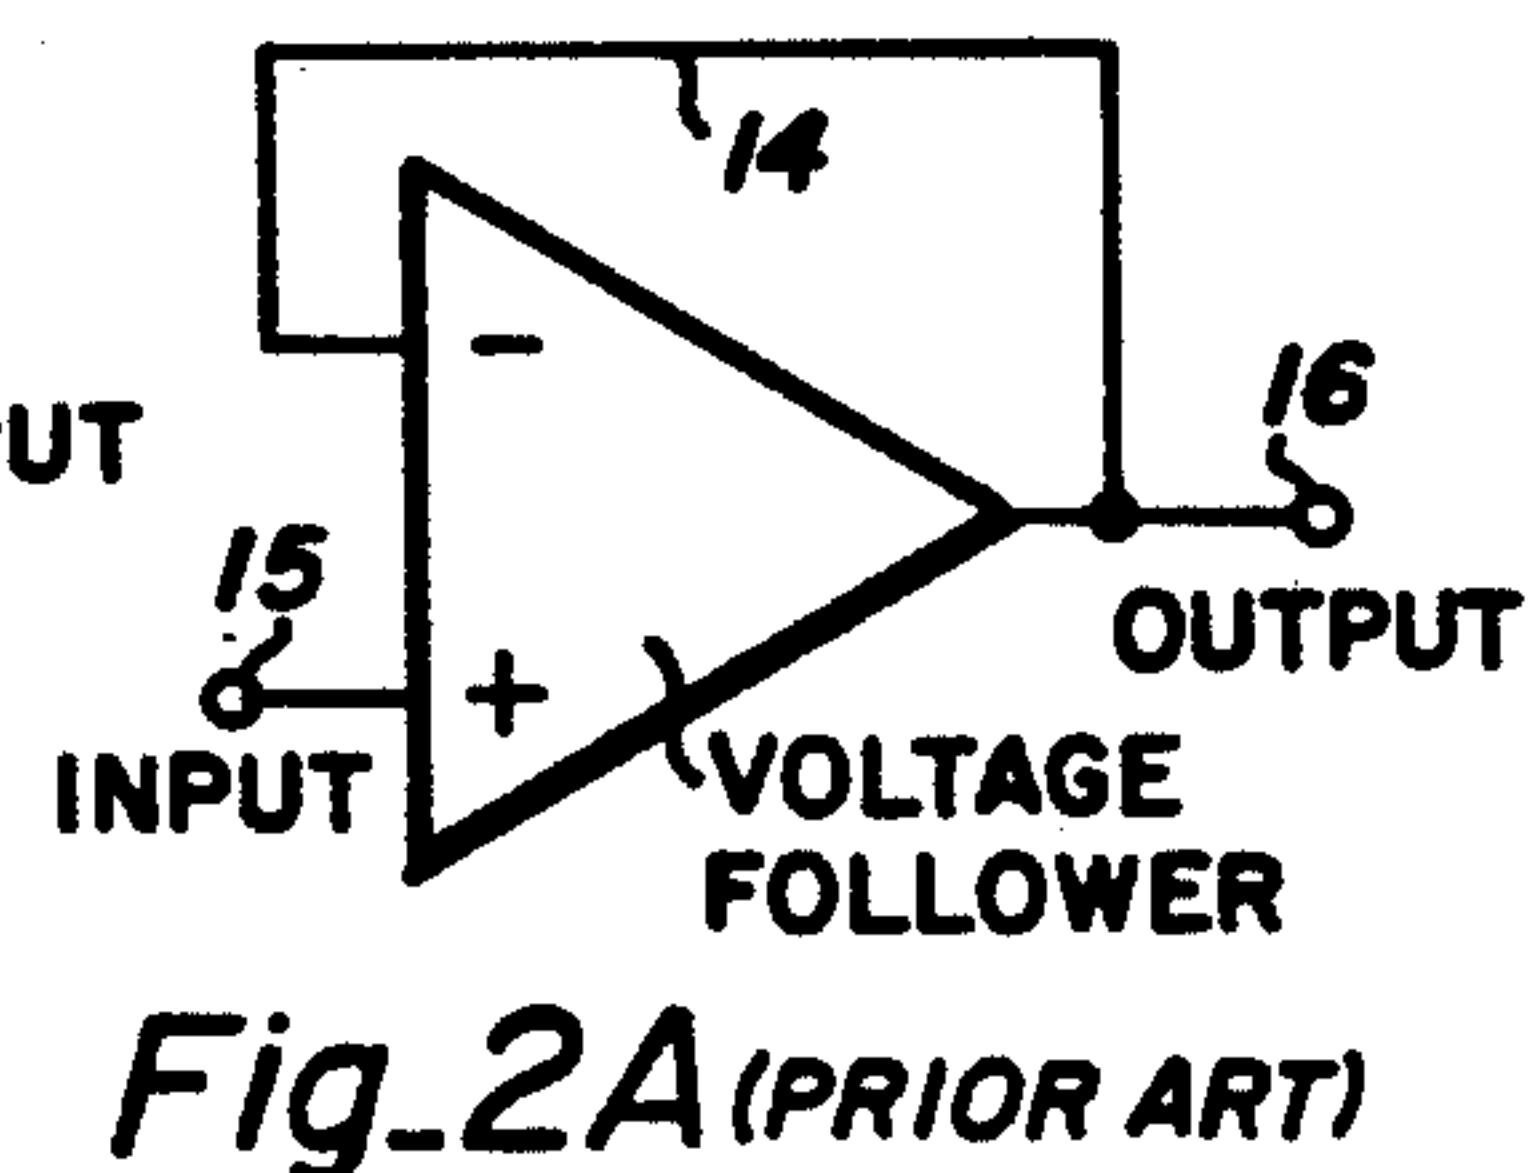 14
-
16
UT
15
OUTPUT
+
INPUT
VOLTAGE
FOLLOWER
Fig_2A (PRIOR ART)